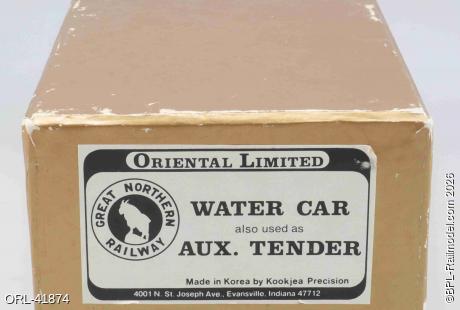 ORIENTAL LIMITED
GREAT NORTHERN
RAILWAY
WATER CAR
also used as
AUX. TENDER
Made in Korea by Kookjea Precision
4001 N. St. Joseph Ave., Evansville, Indiana 47712
ORL-41874
©BPL-Railmodel.com 2026